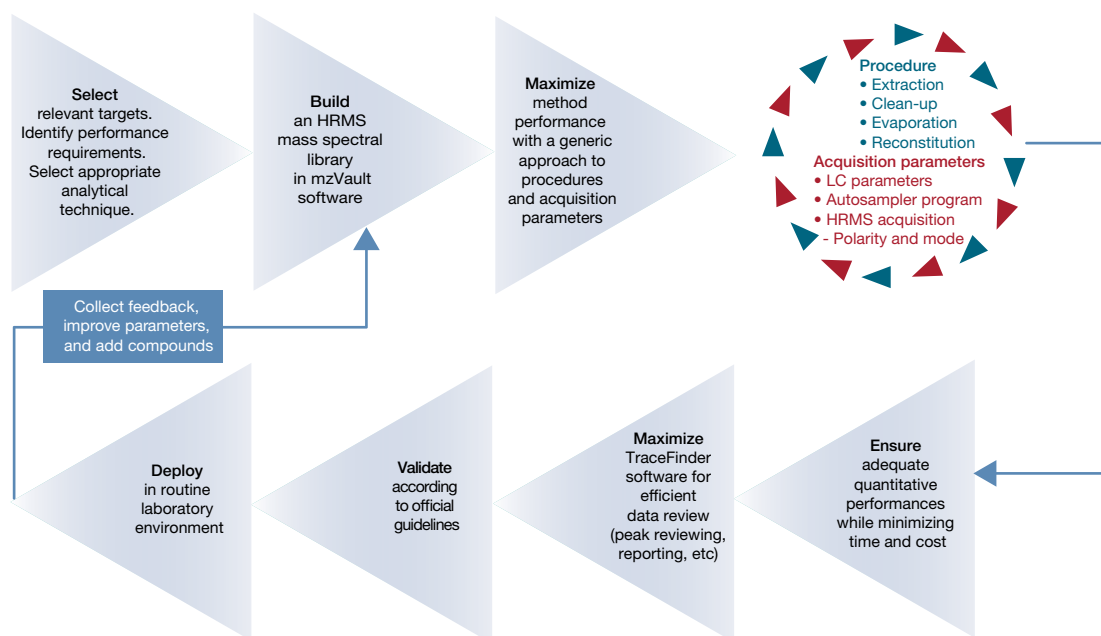 Select
relevant targets.
Identify performance
requirements.
Select appropriate
analytical
technique.
Build
an HRMS
mass spectral
library
in mzVault
software
Maximize
method
performance
with a generic
approach to
procedures
and acquisition
parameters
Procedure
• Extraction
• Clean-up
• Evaporation
• Reconstitution
Acquisition parameters
• LC parameters
• Autosampler program
• HRMS acquisition
- Polarity and mode
Collect feedback,
improve parameters,
and add compounds
Deploy
in routine
laboratory
environment
Validate
according
to official
guidelines
Maximize
TraceFinder
software for
efficient
data review
(peak reviewing,
reporting, etc)
Ensure
adequate
quantitative
performances
while minimizing
time and cost